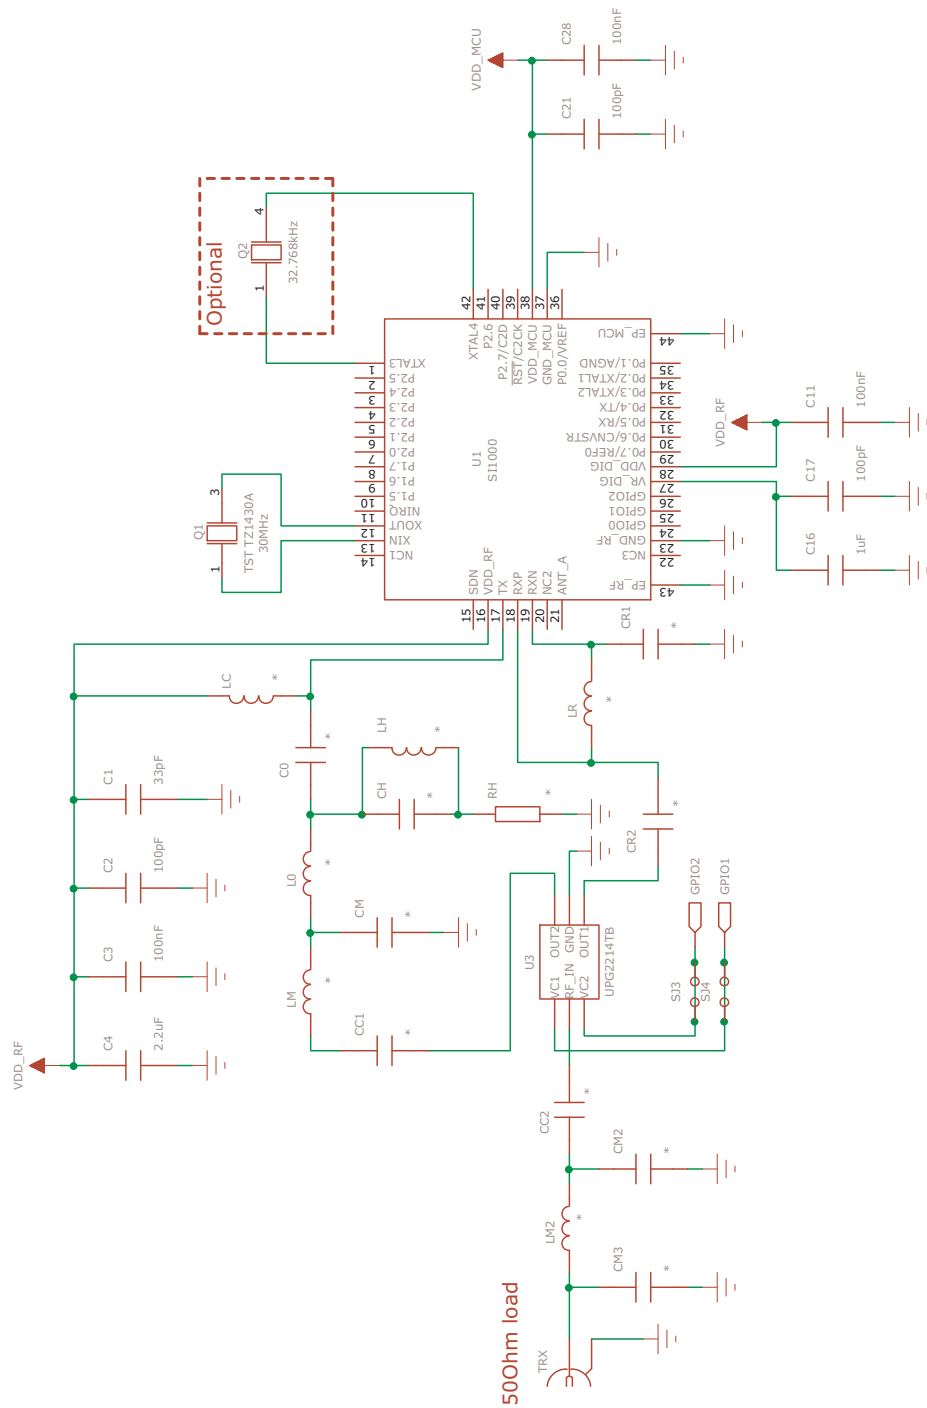 VDD_MCU
C28
100nF
C21
100pF
Optional
4
Q2
32.768kHz
1
42
41
40
39
38
37
36
XTAL4
P2.6
P2.7/C2D
RST/C2CK
VDD_MCU
GND_MCU
P0.0/VREF
XTAL3
P2.5
P2.4
P2.3
P2.2
P2.1
P2.0
P1.7
P1.6
P1.5
NIRQ
XOUT
XIN
NC1
1
2
3
4
5
6
7
8
9
10
11
12
13
14
U1
SI1000
EP_MCU
P0.1/AGND
P0.2/XTAL1
P0.3/XTAL2
P0.4/TX
P0.5/RX
P0.6/CNVSTR
P0.7/REF0
VDD_DIG
VR_DIG
GPIO2
GPIO1
GPIO0
GND_RF
NC3
EP_RF
44
35
34
33
32
31
30
29
28
27
26
25
24
23
22
43
SDN
VDD_RF
TX
RXP
RXN
NC2
ANT_A
15
16
17
18
19
20
21
3
Q1
TST TZ1430A
30MHz
1
VDD_RF
C11
100nF
C17
100pF
C16
1uF
CR1
*
LC
*
LR
*
LH
*
C0
*
C1
33pF
CH
*
RH
*
CR2
*
C2
100pF
L0
*
CM
*
C3
100nF
LM
*
CC1
*
C4
2.2uF
VDD_RF
U3
UPG2214TB
OUT2
GND
OUT1
VC1
RF_IN
VC2
GPIO2
GPIO1
SJ3
SJ4
CC2
*
CM2
*
LM2
*
CM3
*
50Ohm load
TRX